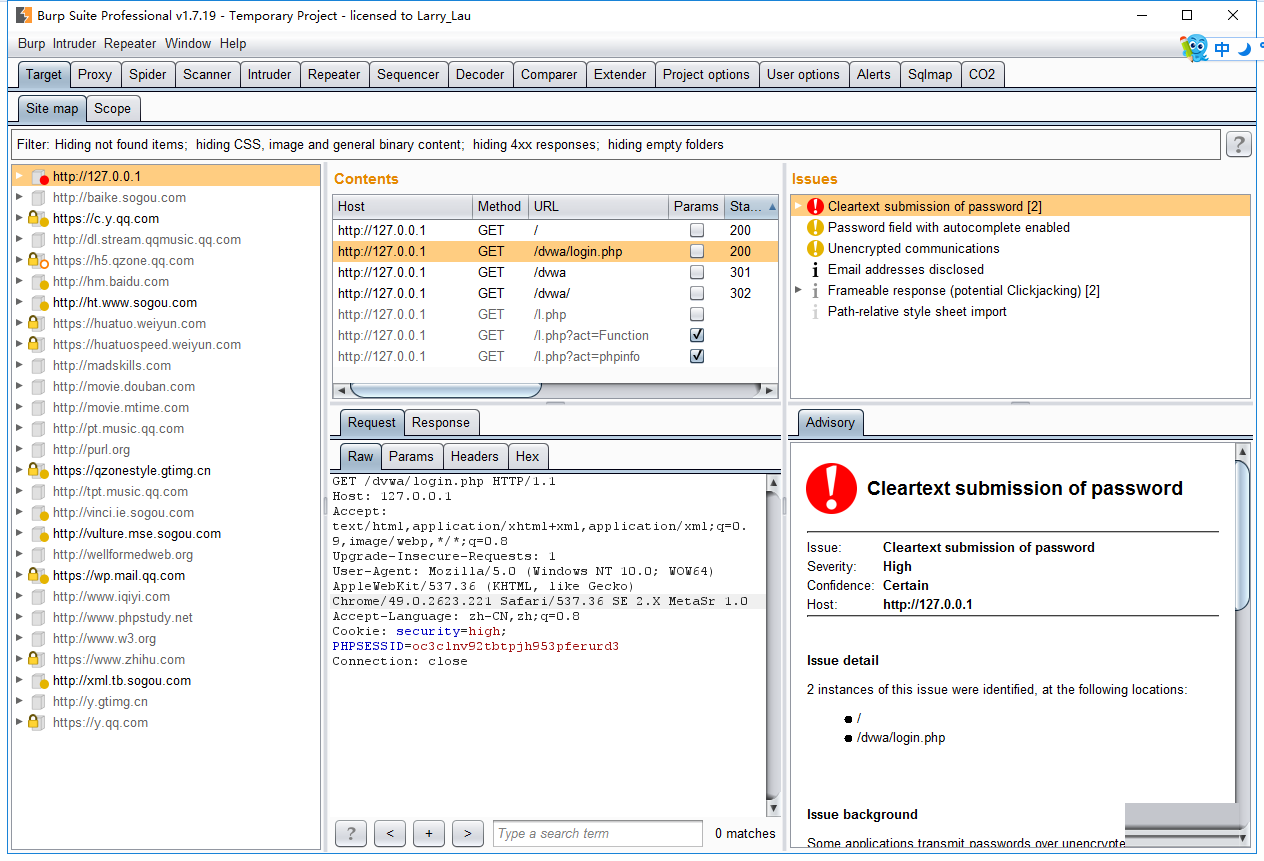 Burp Suite Professional v1.7.19 - Temporary Project - licensed to Larry_Lau
Burp Intruder Repeater Window Help
中
Target Proxy Spider Scanner Intruder Repeater Sequencer Decoder Comparer Extender Project options User options Alerts Sqlmap CO2
Site map Scope
Filter: Hiding not found items; hiding CSS, image and general binary content; hiding 4xx responses; hiding empty folders
?
http://127.0.0.1
http://baike.sogou.com
https://c.y.qq.com
http://dl.stream.qqmusic.qq.com
https://h5.qzone.qq.com
http://hm.baidu.com
http://ht.www.sogou.com
https://huatuo.weiyun.com
https://huatuospeed.weiyun.com
http://madskills.com
http://movie.douban.com
http://movie.mtime.com
http://pt.music.qq.com
http://purl.org
https://qzonestyle.gtimg.cn
http://tpt.music.qq.com
http://vinci.ie.sogou.com
http://vulture.mse.sogou.com
http://wellformedweb.org
https://wp.mail.qq.com
http://www.iqiyi.com
http://www.phpstudy.net
http://www.w3.org
https://www.zhihu.com
http://xml.tb.sogou.com
http://y.gtimg.cn
https://y.qq.com
Contents
Host Method URL Params Sta...
http://127.0.0.1 GET / 200
http://127.0.0.1 GET /dvwa/login.php 200
http://127.0.0.1 GET /dvwa 301
http://127.0.0.1 GET /dvwa/ 302
http://127.0.0.1 GET /l.php
http://127.0.0.1 GET /l.php?act=Function
http://127.0.0.1 GET /l.php?act=phpinfo
Request Response
Raw Params Headers Hex
GET /dvwa/login.php HTTP/1.1
Host: 127.0.0.1
Accept:
text/html,application/xhtml+xml,application/xml;q=0.
9,image/webp,*/*;q=0.8
Upgrade-Insecure-Requests: 1
User-Agent: Mozilla/5.0 (Windows NT 10.0; WOW64)
AppleWebKit/537.36 (KHTML, like Gecko)
Chrome/49.0.2623.221 Safari/537.36 SE 2.X MetaSr 1.0
Accept-Language: zh-CN,zh;q=0.8
Cookie: security=high;
PHPSESSID=oc3clnv92tbtpjh953pferurd3
Connection: close
? < + > Type a search term 0 matches
Issues
Cleartext submission of password [2]
Password field with autocomplete enabled
Unencrypted communications
Email addresses disclosed
Frameable response (potential Clickjacking) [2]
Path-relative style sheet import
Advisory
Cleartext submission of password
Issue: Cleartext submission of password
Severity: High
Confidence: Certain
Host: http://127.0.0.1
Issue detail
2 instances of this issue were identified, at the following locations:
/
/dvwa/login.php
Issue background
Some applications transmit passwords over unencrypte